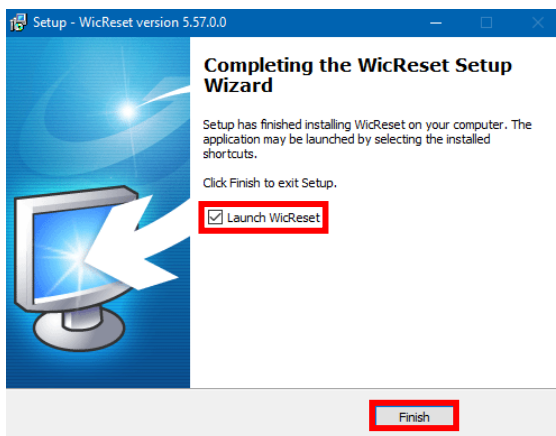 Setup - WicReset version 5.57.0.0
Completing the WicReset Setup
Wizard
Setup has finished installing WicReset on your computer. The
application may be launched by selecting the installed
shortcuts.
Click Finish to exit Setup.
Launch WicReset
Finish